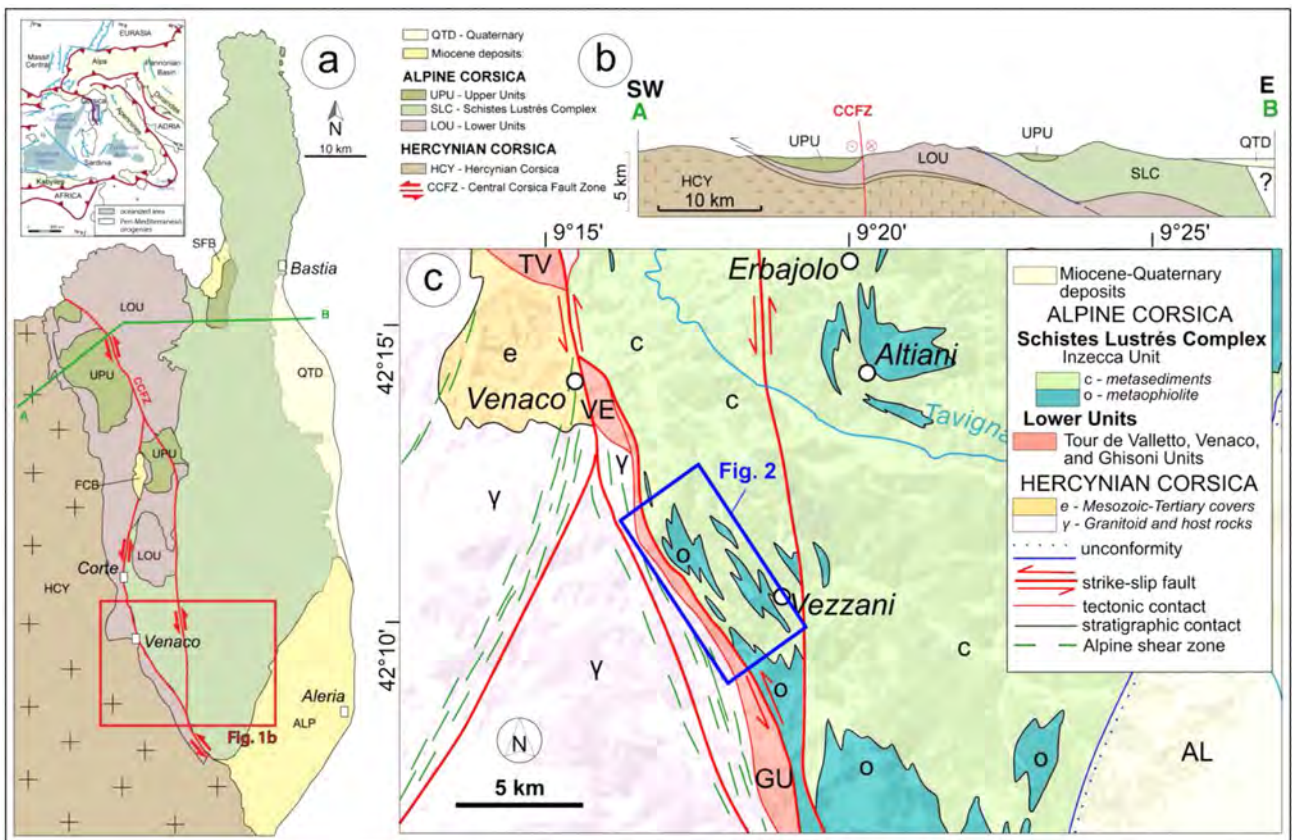 EURASIA
Massif
Central
Alps
Pannonian
Basin
Dinarides
ADRIA
Apennines
Sardinia
Kabylies
AFRICA
oceanized area
Peri-Mediterranean
orogenies
a
N
10 km
SFB
Bastia
LOU
B
UPU
CCFZ
QTD
A
UPU
FCB
LOU
Corte
HCY
Venaco
Aleria
ALP
Fig. 1b
QTD - Quaternary
Miocene deposits
ALPINE CORSICA
UPU - Upper Units
SLC - Schistes Lustrés Complex
LOU - Lower Units
HERCYNIAN CORSICA
HCY - Hercynian Corsica
CCFZ - Central Corsica Fault Zone
b
SW
A
CCFZ
E
B
UPU
LOU
UPU
QTD
HCY
SLC
?
5 km
10 km
9°15'
9°20'
9°25'
c
TV
Erbajolo
42°15'
e
c
Altiani
Venaco
c
VE
Tavigna
γ
Fig. 2
γ
o
Vezzani
42°10'
γ
c
o
N
5 km
GU
o
o
AL
Miocene-Quaternary
deposits
ALPINE CORSICA
Schistes Lustrés Complex
Inzecca Unit
c - metasediments
o - metaophiolite
Lower Units
Tour de Valletto, Venaco,
and Ghisoni Units
HERCYNIAN CORSICA
e - Mesozoic-Tertiary covers
γ - Granitoid and host rocks
unconformity
strike-slip fault
tectonic contact
stratigraphic contact
Alpine shear zone